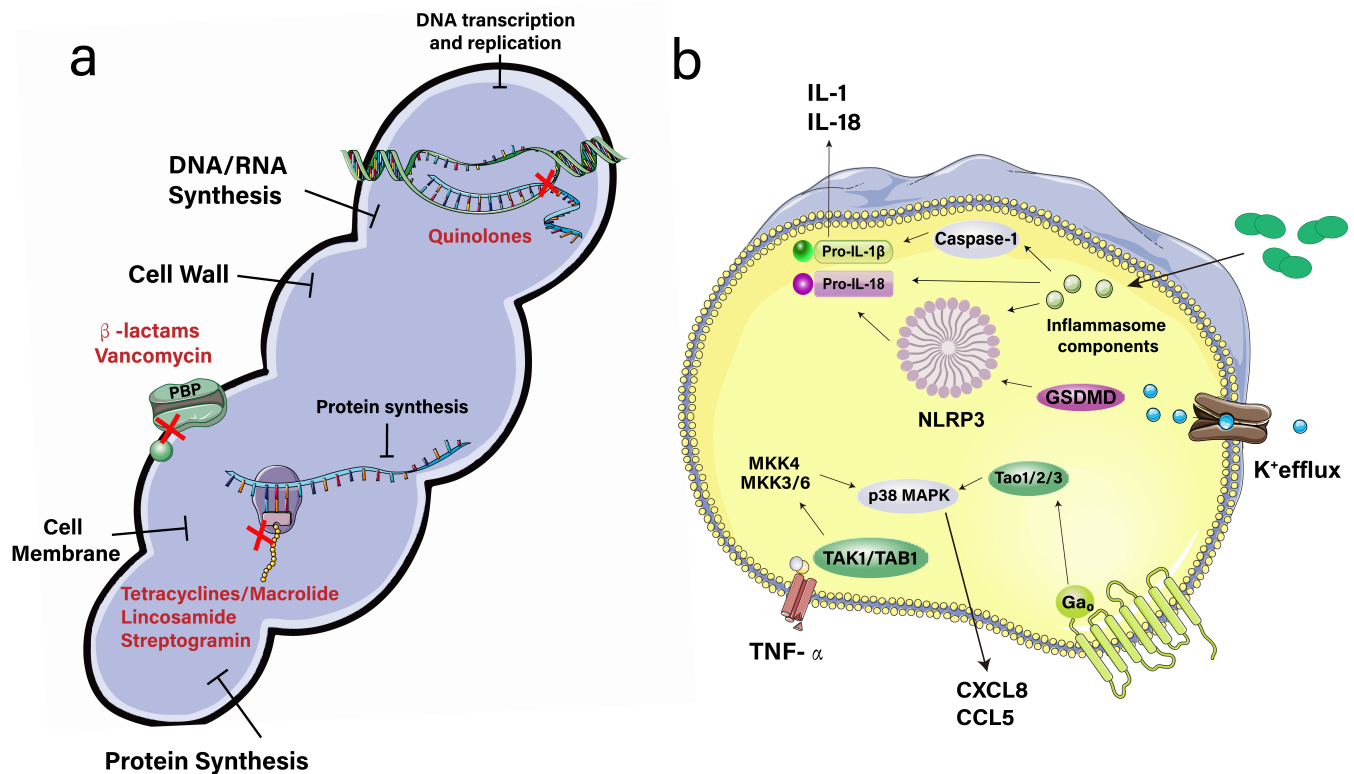 a
DNA transcription
and replication
DNA/RNA
Synthesis
Quinolones
Cell Wall
β -lactams
Vancomycin
PBP
Protein synthesis
Cell
Membrane
Tetracyclines/Macrolide
Lincosamide
Streptogramin
Protein Synthesis
b
IL-1
IL-18
Pro-IL-1β
Caspase-1
Pro-IL-18
Inflammasome
components
NLRP3
GSDMD
K⁺efflux
MKK4
MKK3/6
p38 MAPK
Tao1/2/3
TAK1/TAB1
Ga₀
TNF- α
CXCL8
CCL5